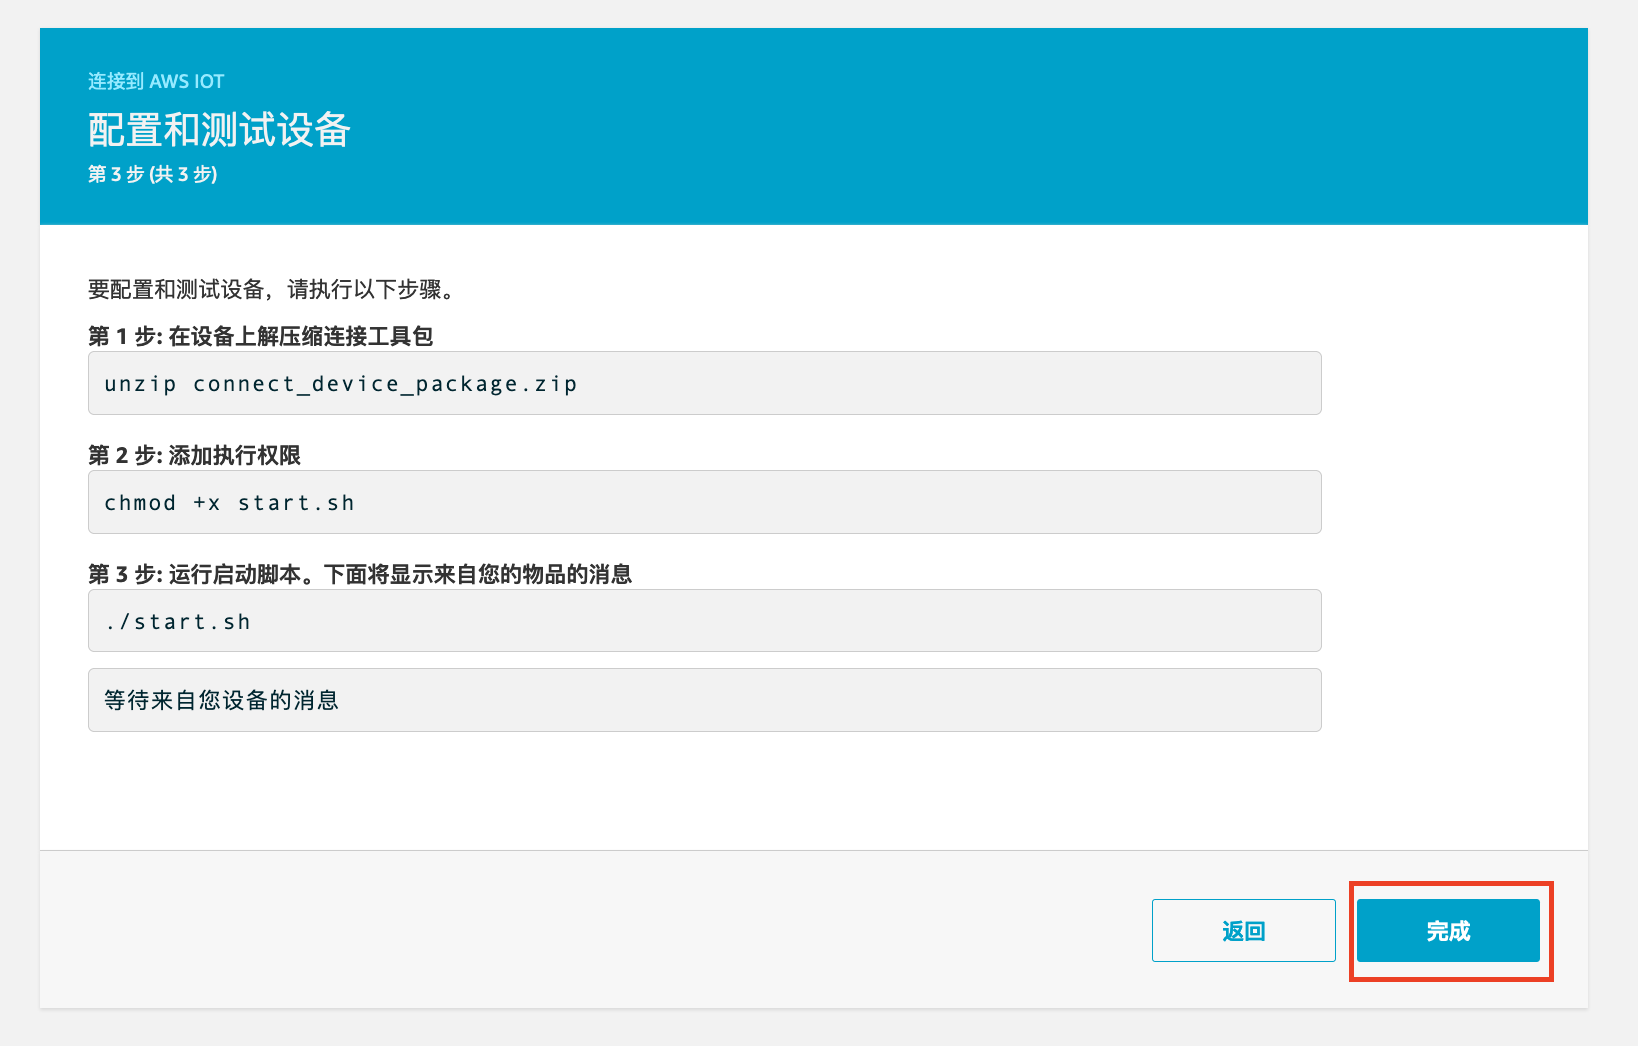 连接到 AWS IOT
配置和测试设备
第 3 步 (共 3 步)
要配置和测试设备，请执行以下步骤。
第 1 步: 在设备上解压缩连接工具包
unzip connect_device_package.zip
第 2 步: 添加执行权限
chmod +x start.sh
第 3 步: 运行启动脚本。下面将显示来自您的物品的消息
./start.sh
等待来自您设备的消息
返回
完成